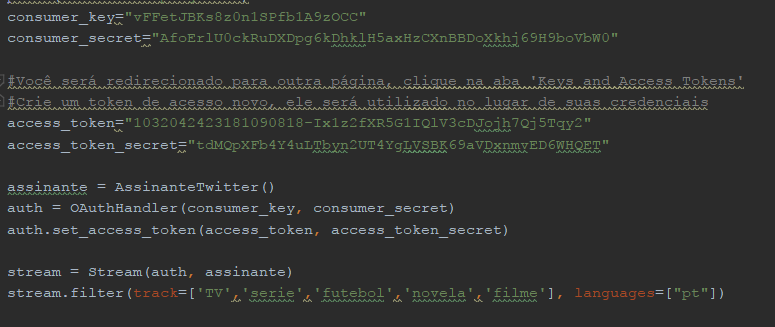 consumer_key="vFFetJBKs8z0n1SPfb1A9zOCC"
consumer_secret="AfoErlU0ckRuDXDpg6kDhklH5axHzCXnBBDoXkhj69H9boVbW0"
#Você será redirecionado para outra página, clique na aba 'Keys and Access Tokens'
#Crie um token de acesso novo, ele será utilizado no lugar de suas credenciais
access_token="1032042423181090818-Ix1z2fXR5G1IQlV3cDJojh7Qj5Tqy2"
access_token_secret="tdMQpXFb4Y4uLTbyn2UT4YgLVSBK69aVDxnmyED6WHQET"
assinante = AssinanteTwitter()
auth = OAuthHandler(consumer_key, consumer_secret)
auth.set_access_token(access_token, access_token_secret)
stream = Stream(auth, assinante)
stream.filter(track=['TV','serie','futebol','novela','filme'], languages=["pt"])